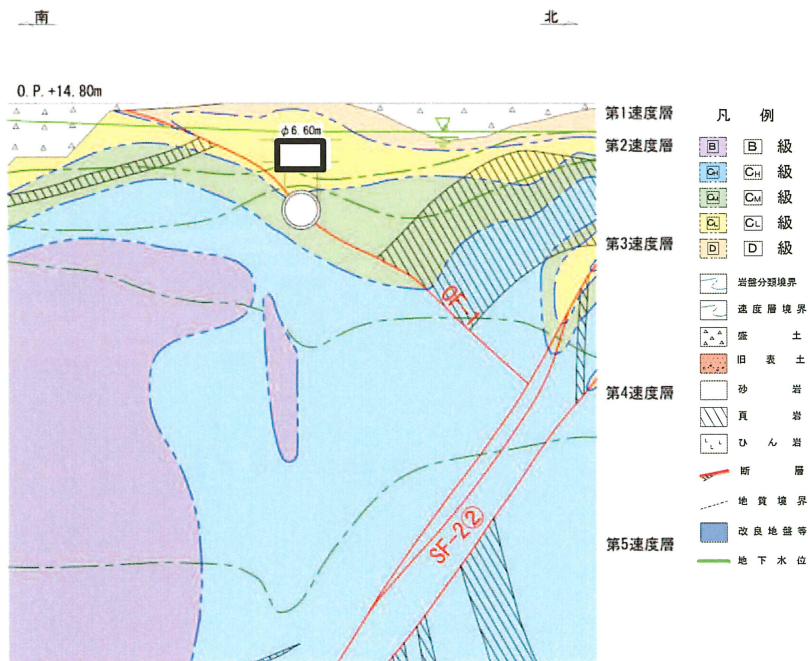 南
北
O.P.+14.80m
φ6.60m
第1速度層
第2速度層
第3速度層
第4速度層
第5速度層
OF-1
SF-2②
凡 例
B B 級
CH CH 級
CM CM 級
CL CL 級
D D 級
岩盤分類境界
速度層境界
盛 土
旧 表 土
砂 岩
頁 岩
ひ ん 岩
断 層
地 質 境 界
改 良 地 盤 等
地 下 水 位